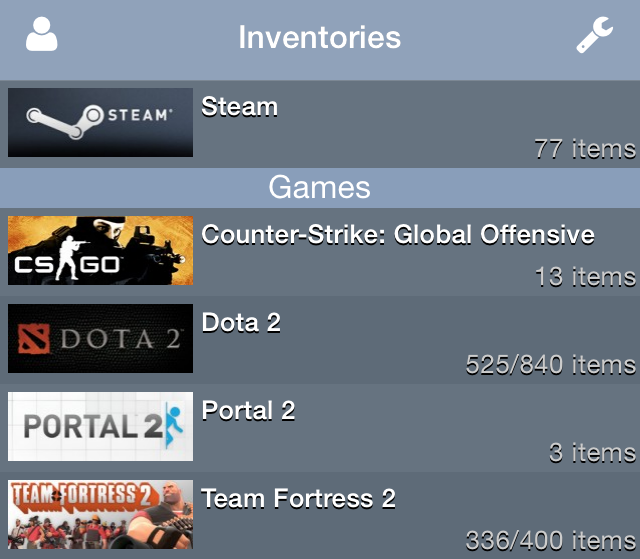 Inventories
STEAM®
Steam
77 items
Games
CS GO
Counter-Strike: Global Offensive
13 items
DOTA 2
Dota 2
525/840 items
PORTAL 2
Portal 2
3 items
TEAM FORTRESS 2
Team Fortress 2
336/400 items